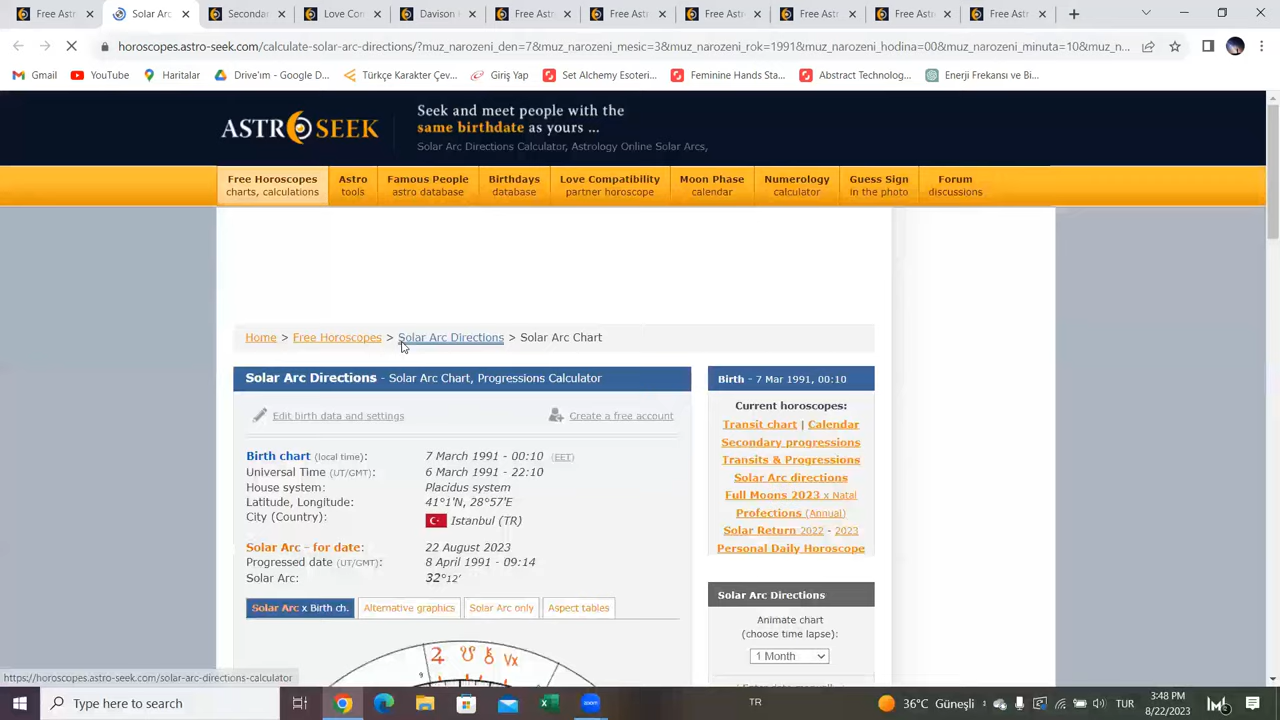 Free Ast
Solar Arc
Secondar
Love Cor
Davison
Free Astr
Free Astr
Free Astr
Free Astr
Free Astr
Free Astr
horoscopes.astro-seek.com/calculate-solar-arc-directions/?muz_narozeni_den=7&muz_narozeni_mesic=3&muz_narozeni_rok=1991&muz_narozeni_hodina=00&muz_narozeni_minuta=10&muz_n...
Gmail YouTube Haritalar Drive'ım - Google D... Türkçe Karakter Çev... Giriş Yap Set Alchemy Esoteri... Feminine Hands Sta... Abstract Technolog... Enerji Frekansı ve Bi...
ASTRO SEEK
Seek and meet people with the
same birthdate as yours ...
Solar Arc Directions Calculator, Astrology Online Solar Arcs,
Free Horoscopes
charts, calculations
Astro
tools
Famous People
astro database
Birthdays
database
Love Compatibility
partner horoscope
Moon Phase
calendar
Numerology
calculator
Guess Sign
in the photo
Forum
discussions
Home > Free Horoscopes > Solar Arc Directions > Solar Arc Chart
Solar Arc Directions - Solar Arc Chart, Progressions Calculator
Edit birth data and settings
Create a free account
Birth chart (local time): 7 March 1991 - 00:10 (EET)
Universal Time (UT/GMT): 6 March 1991 - 22:10
House system: Placidus system
Latitude, Longitude: 41°1'N, 28°57'E
City (Country): Istanbul (TR)
Solar Arc - for date: 22 August 2023
Progressed date (UT/GMT): 8 April 1991 - 09:14
Solar Arc: 32°12'
Solar Arc x Birth ch. Alternative graphics Solar Arc only Aspect tables
Vx
Birth - 7 Mar 1991, 00:10
Current horoscopes:
Transit chart | Calendar
Secondary progressions
Transits & Progressions
Solar Arc directions
Full Moons 2023 x Natal
Profections (Annual)
Solar Return 2022 - 2023
Personal Daily Horoscope
Solar Arc Directions
Animate chart
(choose time lapse):
1 Month
https://horoscopes.astro-seek.com/solar-arc-directions-calculator
Type here to search
TR
36°C Güneşli
TUR
3:48 PM
8/22/2023